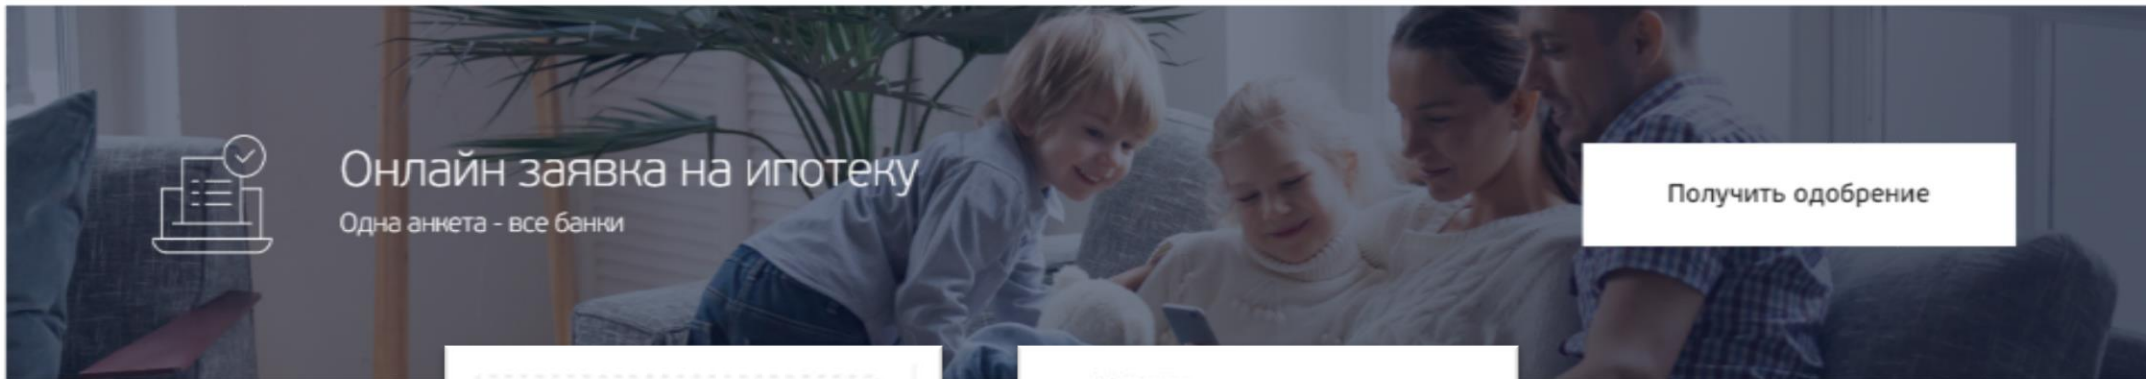 Онлайн заявка на ипотеку
Одна анкета - все банки
Получить одобрение